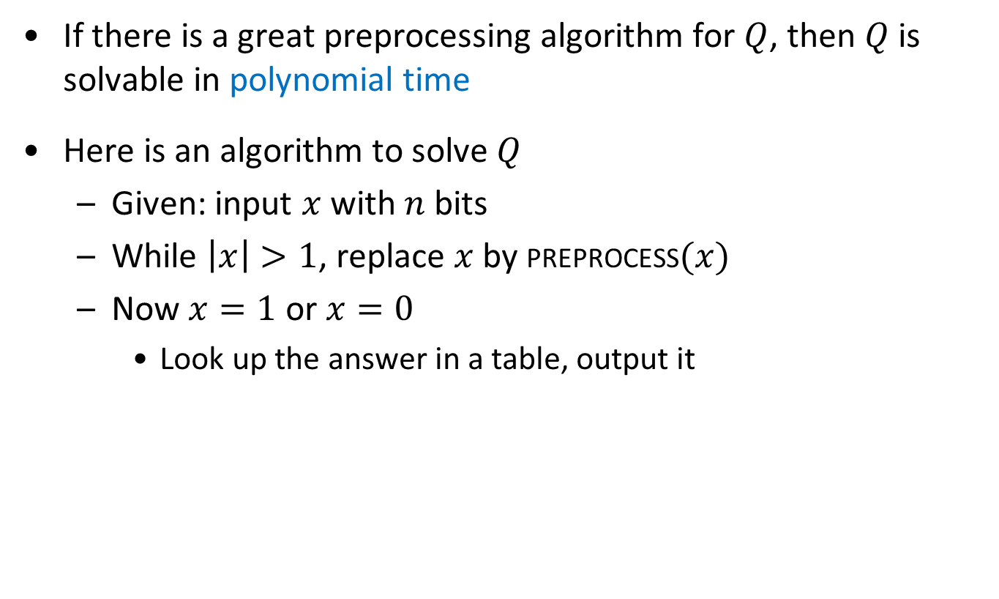 • If there is a great preprocessing algorithm for 𝑄, then 𝑄 is
solvable in polynomial time
• Here is an algorithm to solve 𝑄
– Given: input 𝑥 with 𝑛 bits
– While |𝑥| > 1, replace 𝑥 by PREPROCESS(𝑥)
– Now 𝑥 = 1 or 𝑥 = 0
• Look up the answer in a table, output it